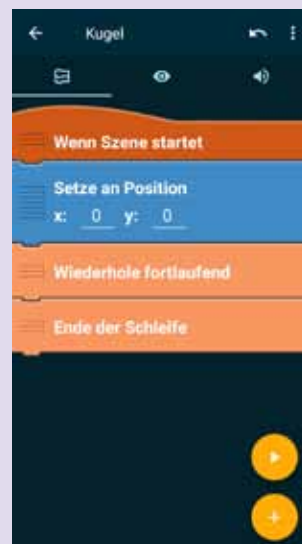 Kugel
Wenn Szene startet
Setze an Position
x: 0 y: 0
Wiederhole fortlaufend
Ende der Schleife